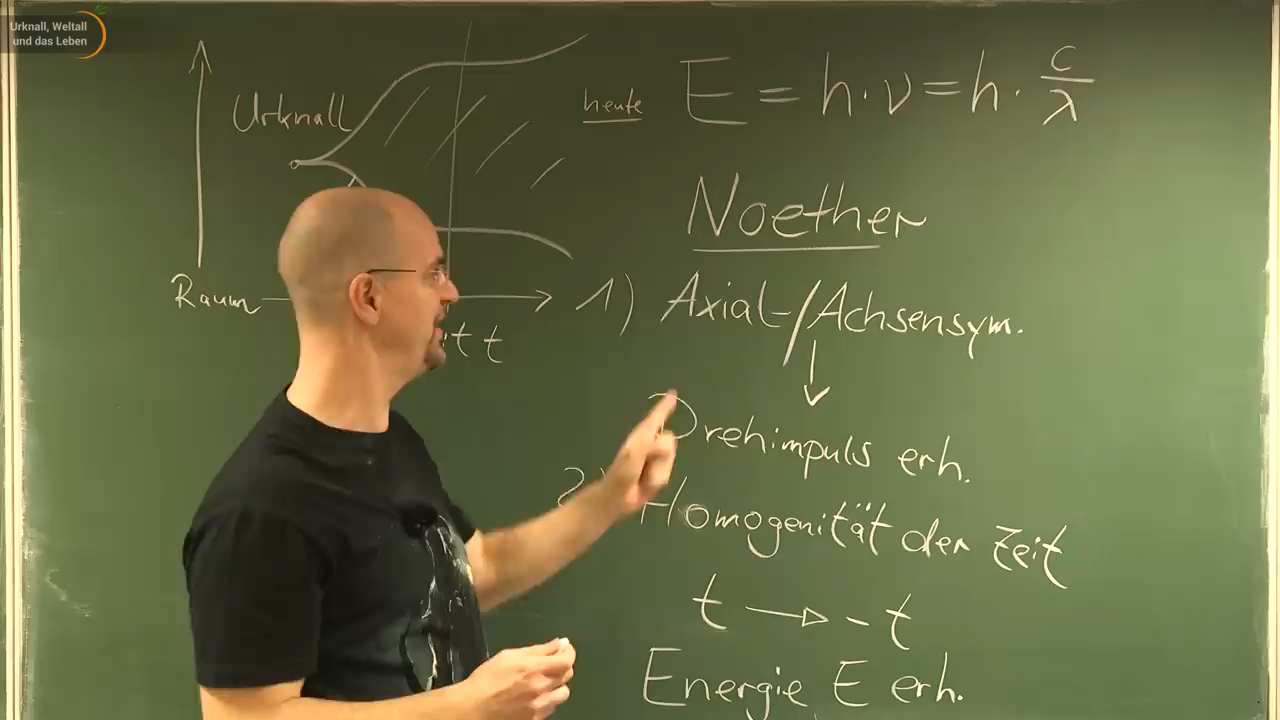 Urknall, Weltall
und das Leben
Urknall
heute
Raum
t
E = h · ν = h · c/λ
Noether
1) Axial-/Achsensym.
↓
Drehimpuls erh.
2) Homogenität der Zeit
t → - t
Energie E erh.